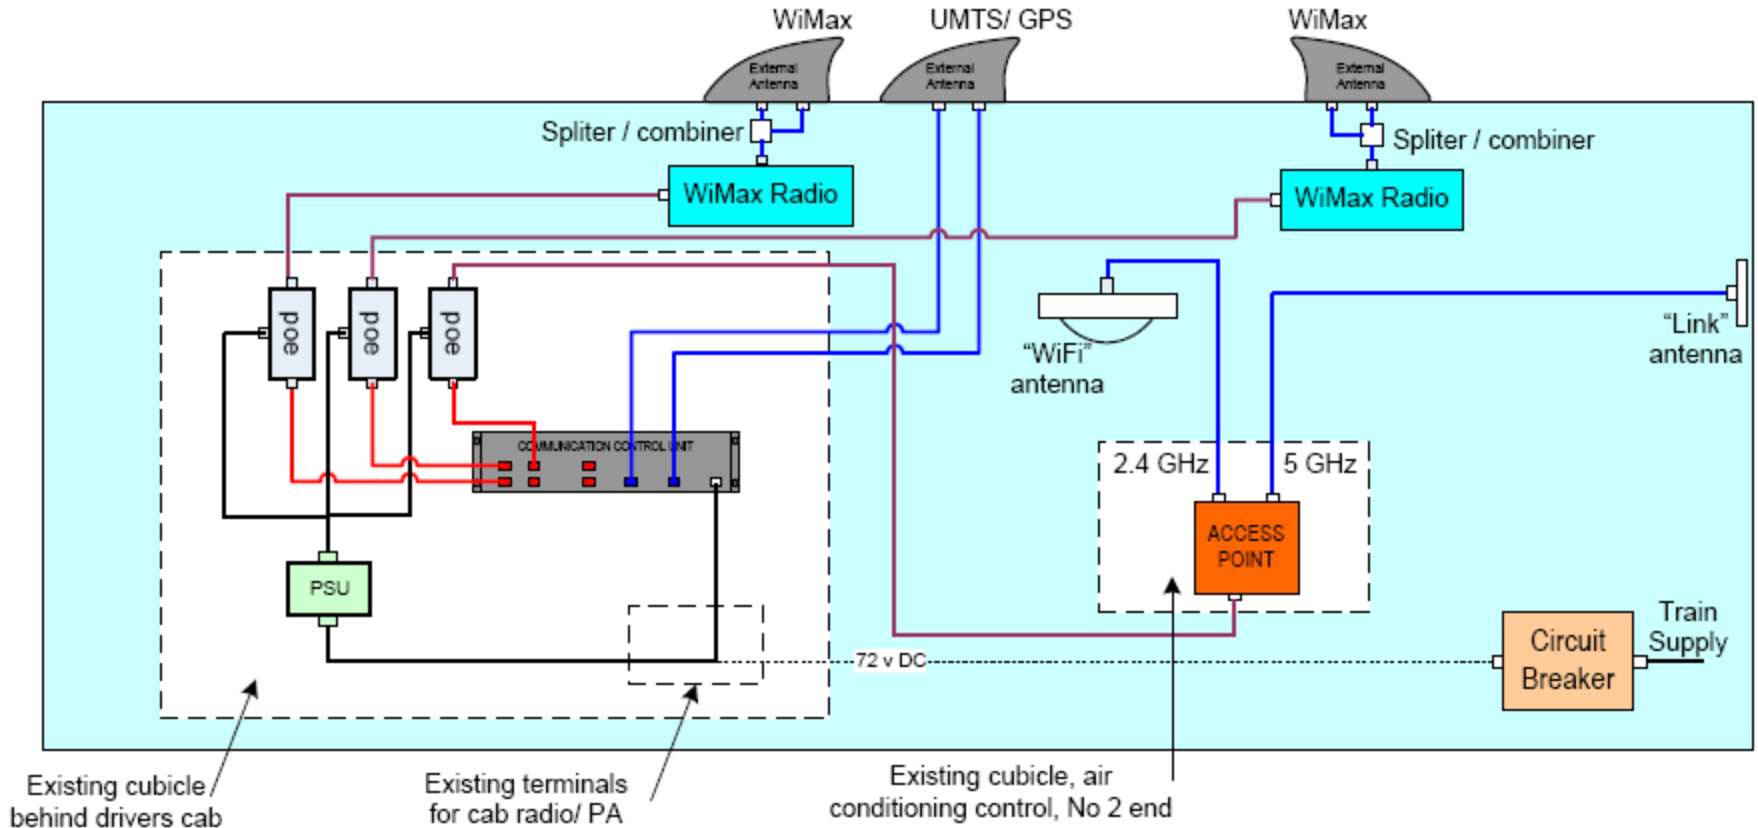 WiMax
UMTS/ GPS
WiMax
External
Antenna
External
Antenna
External
Antenna
Spliter / combiner
Spliter / combiner
WiMax Radio
WiMax Radio
poe
poe
poe
"WiFi"
antenna
"Link"
antenna
COMMUNICATION CONTROL UNIT
2.4 GHz
5 GHz
ACCESS
POINT
PSU
72 v DC
Circuit
Breaker
Train
Supply
Existing cubicle
behind drivers cab
Existing terminals
for cab radio/ PA
Existing cubicle, air
conditioning control, No 2 end